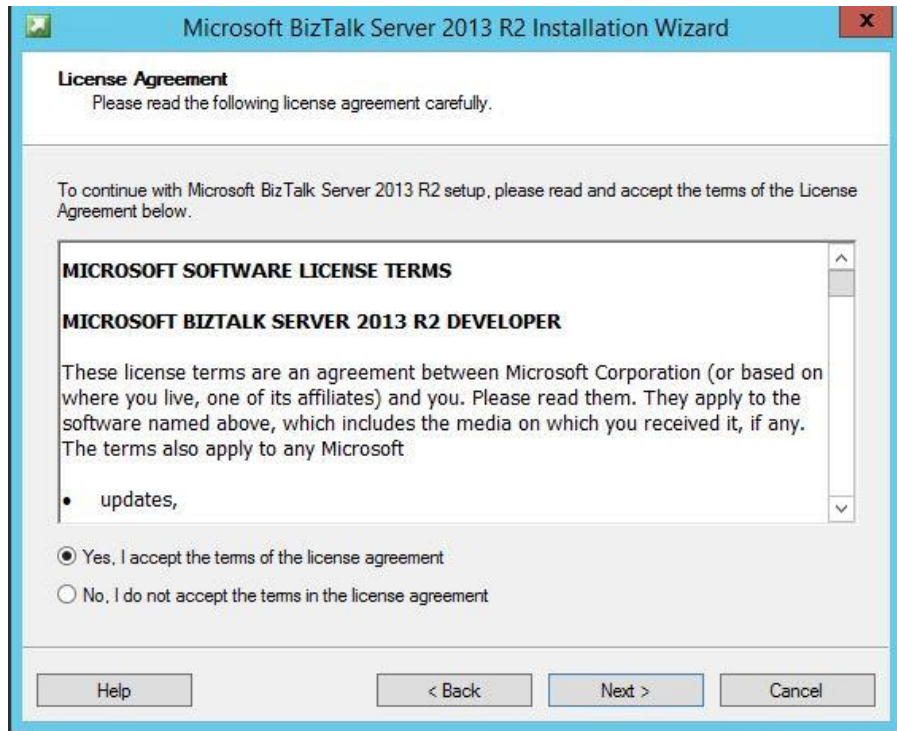 Microsoft BizTalk Server 2013 R2 Installation Wizard
x
License Agreement
Please read the following license agreement carefully.
To continue with Microsoft BizTalk Server 2013 R2 setup, please read and accept the terms of the License
Agreement below.
MICROSOFT SOFTWARE LICENSE TERMS
MICROSOFT BIZTALK SERVER 2013 R2 DEVELOPER
These license terms are an agreement between Microsoft Corporation (or based on
where you live, one of its affiliates) and you. Please read them. They apply to the
software named above, which includes the media on which you received it, if any.
The terms also apply to any Microsoft
• updates,
Yes, I accept the terms of the license agreement
No, I do not accept the terms in the license agreement
Help
< Back
Next >
Cancel